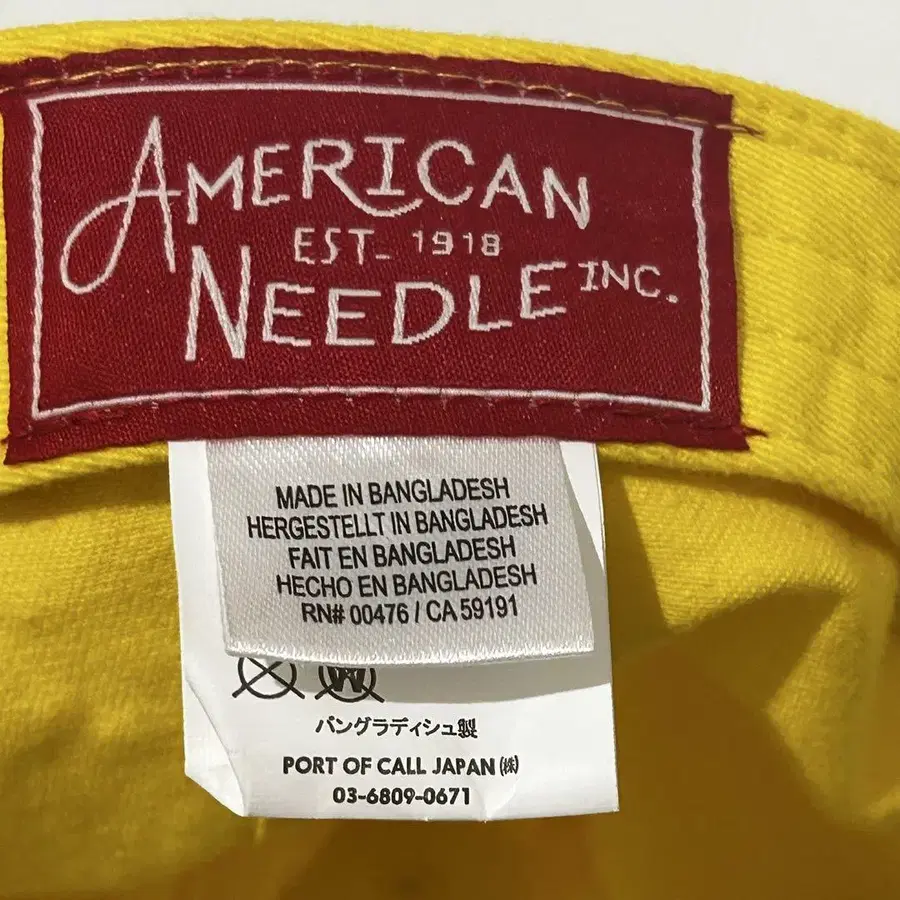 AMERICAN
EST- 1918
NEEDLE INC.
MADE IN BANGLADESH
HERGESTELLT IN BANGLADESH
FAIT EN BANGLADESH
HECHO EN BANGLADESH
RN# 00476 / CA 59191
W
バングラディシュ製
PORT OF CALL JAPAN ㈱
03-6809-0671